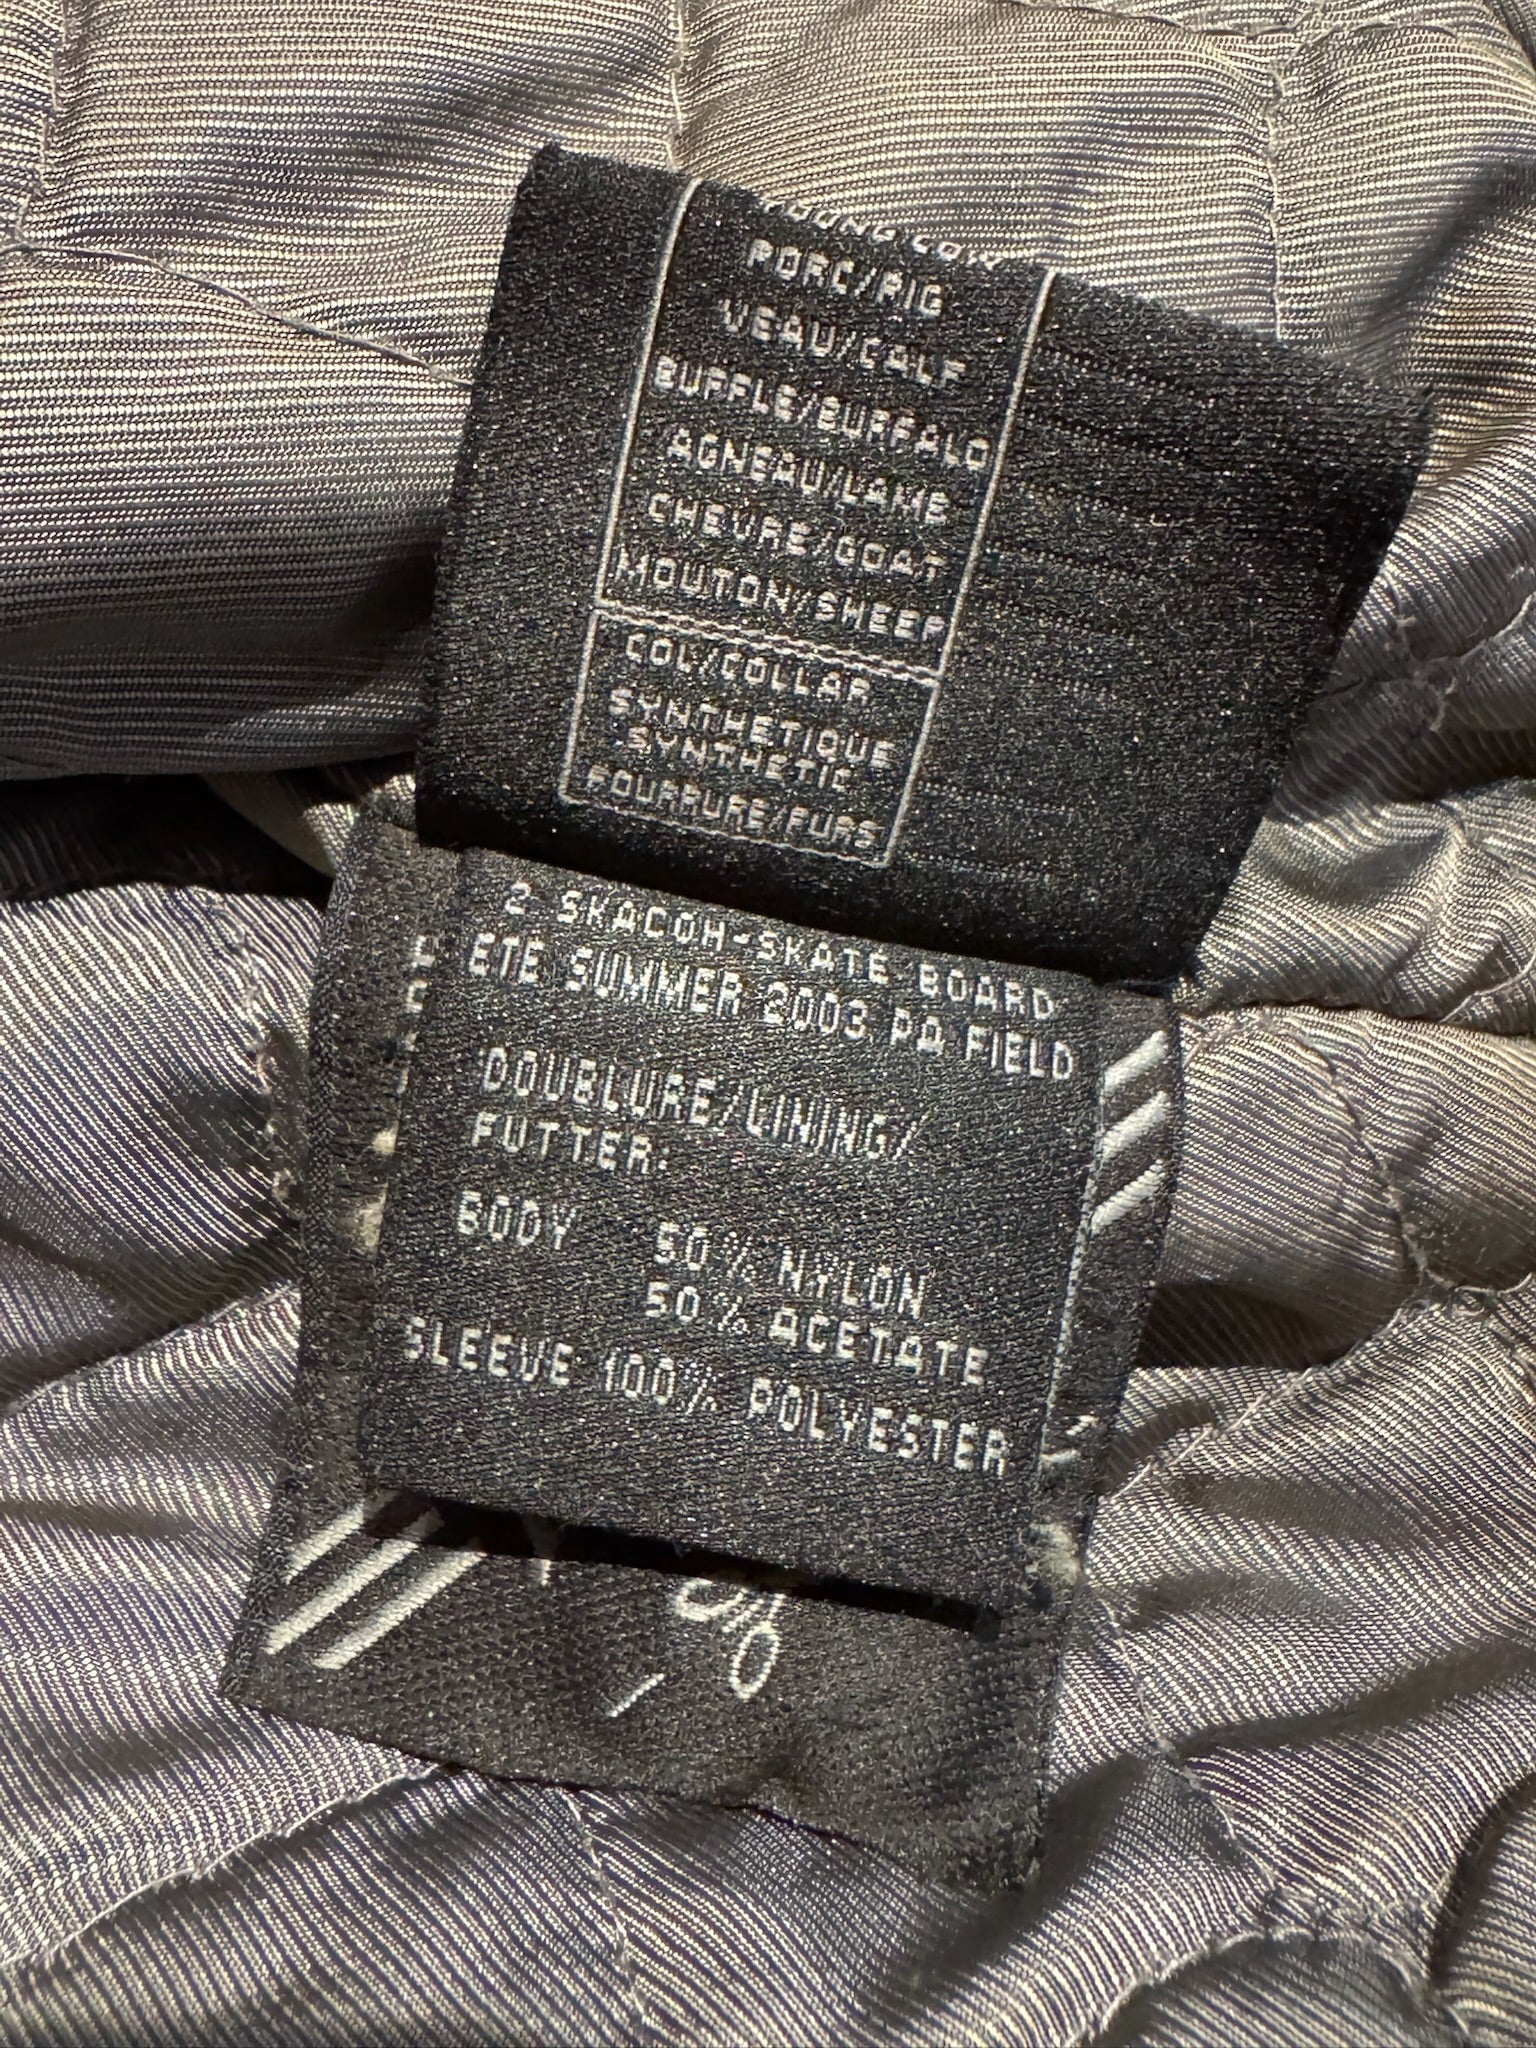 YOUNG COW
PORC/PIG
VEAU/CALF
BUFFLE/BUFFALO
AGNEAU/LAMB
CHEVRE/GOAT
MOUTON/SHEEP
COL/COLLAR
SYNTHETIQUE
SYNTHETIC
FOURRURE/FURS
2 SKACOH-SKATE BOARD
ETE SUMMER 2003 PA FIELD
DOUBLURE/LINING/
FUTTER:
BODY 50% NYLON
50% ACETATE
SLEEVE 100% POLYESTER